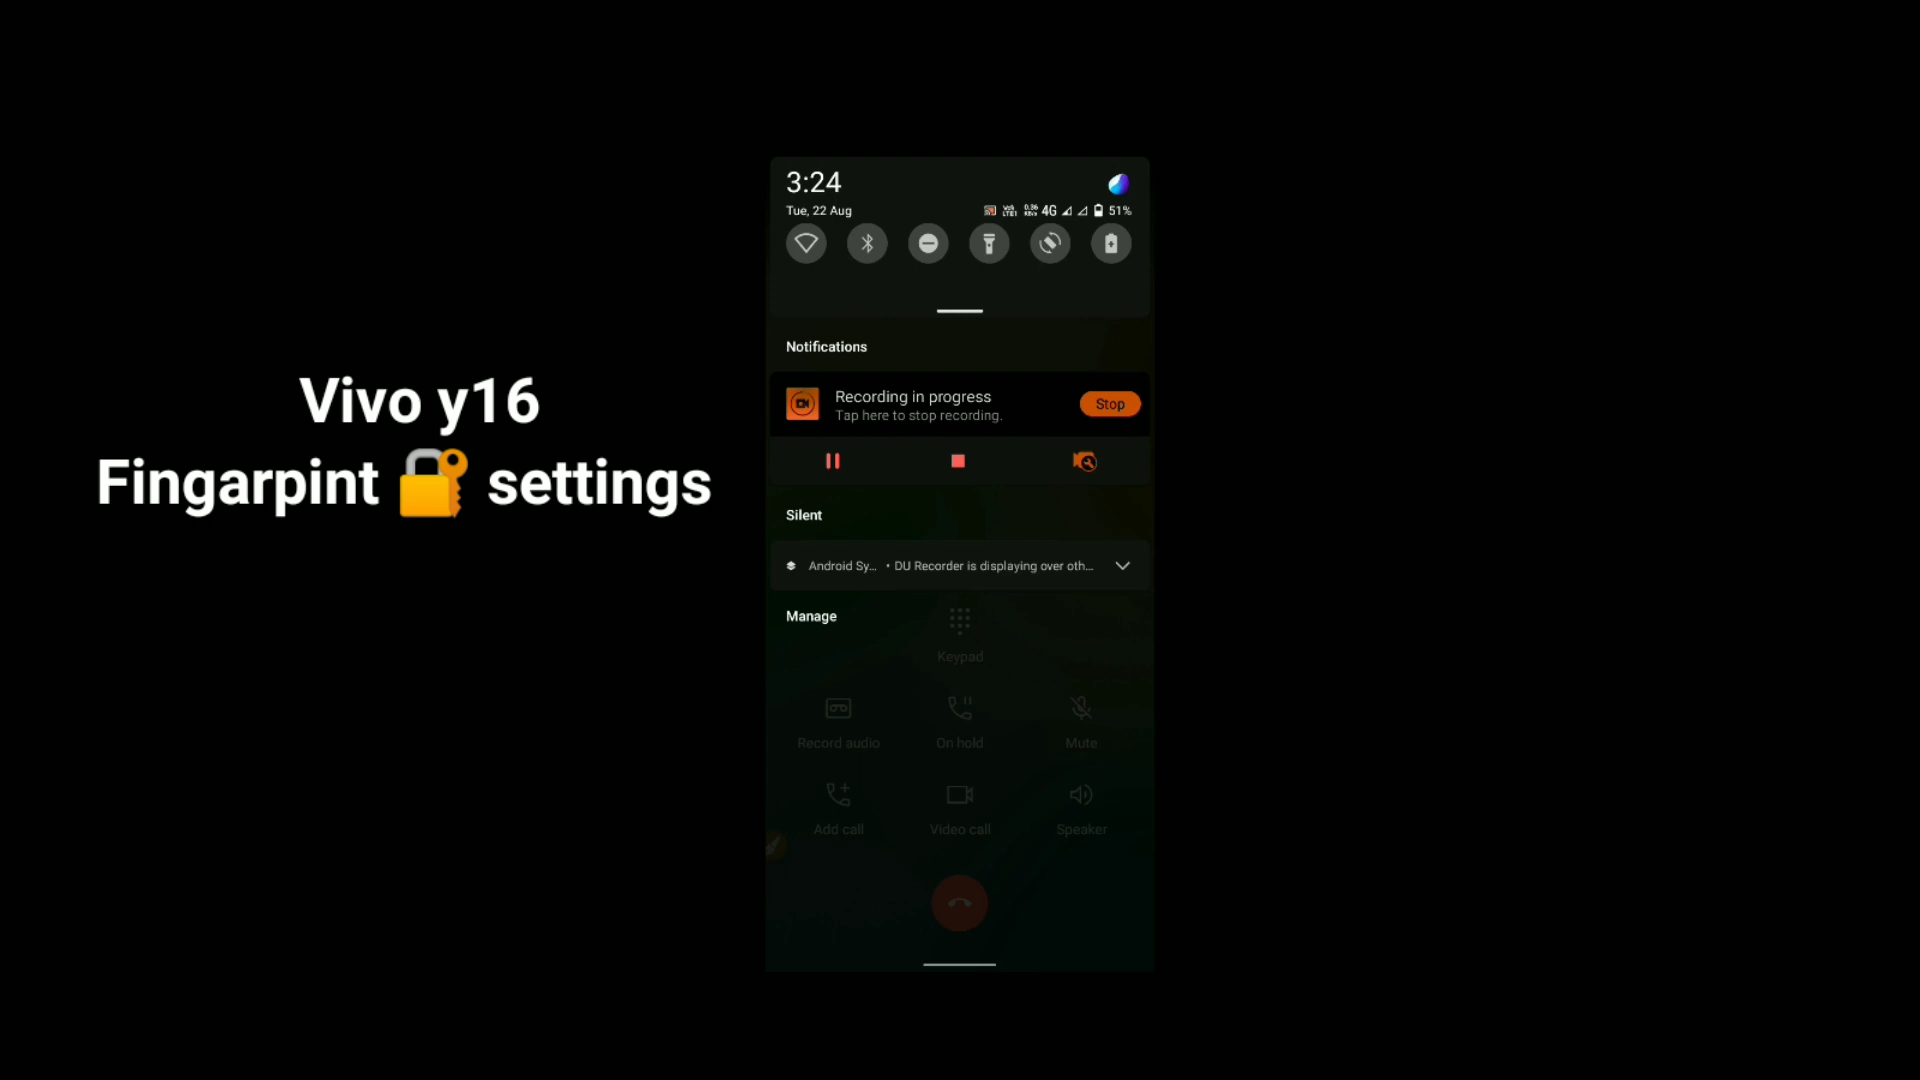 Vivo y16
Fingarpint 🔐 settings
3:24
Tue, 22 Aug
4G 51%
Notifications
Recording in progress
Tap here to stop recording.
Stop
Silent
Android Sy... • DU Recorder is displaying over oth...
Manage
Keypad
Record audio
On hold
Mute
Add call
Video call
Speaker